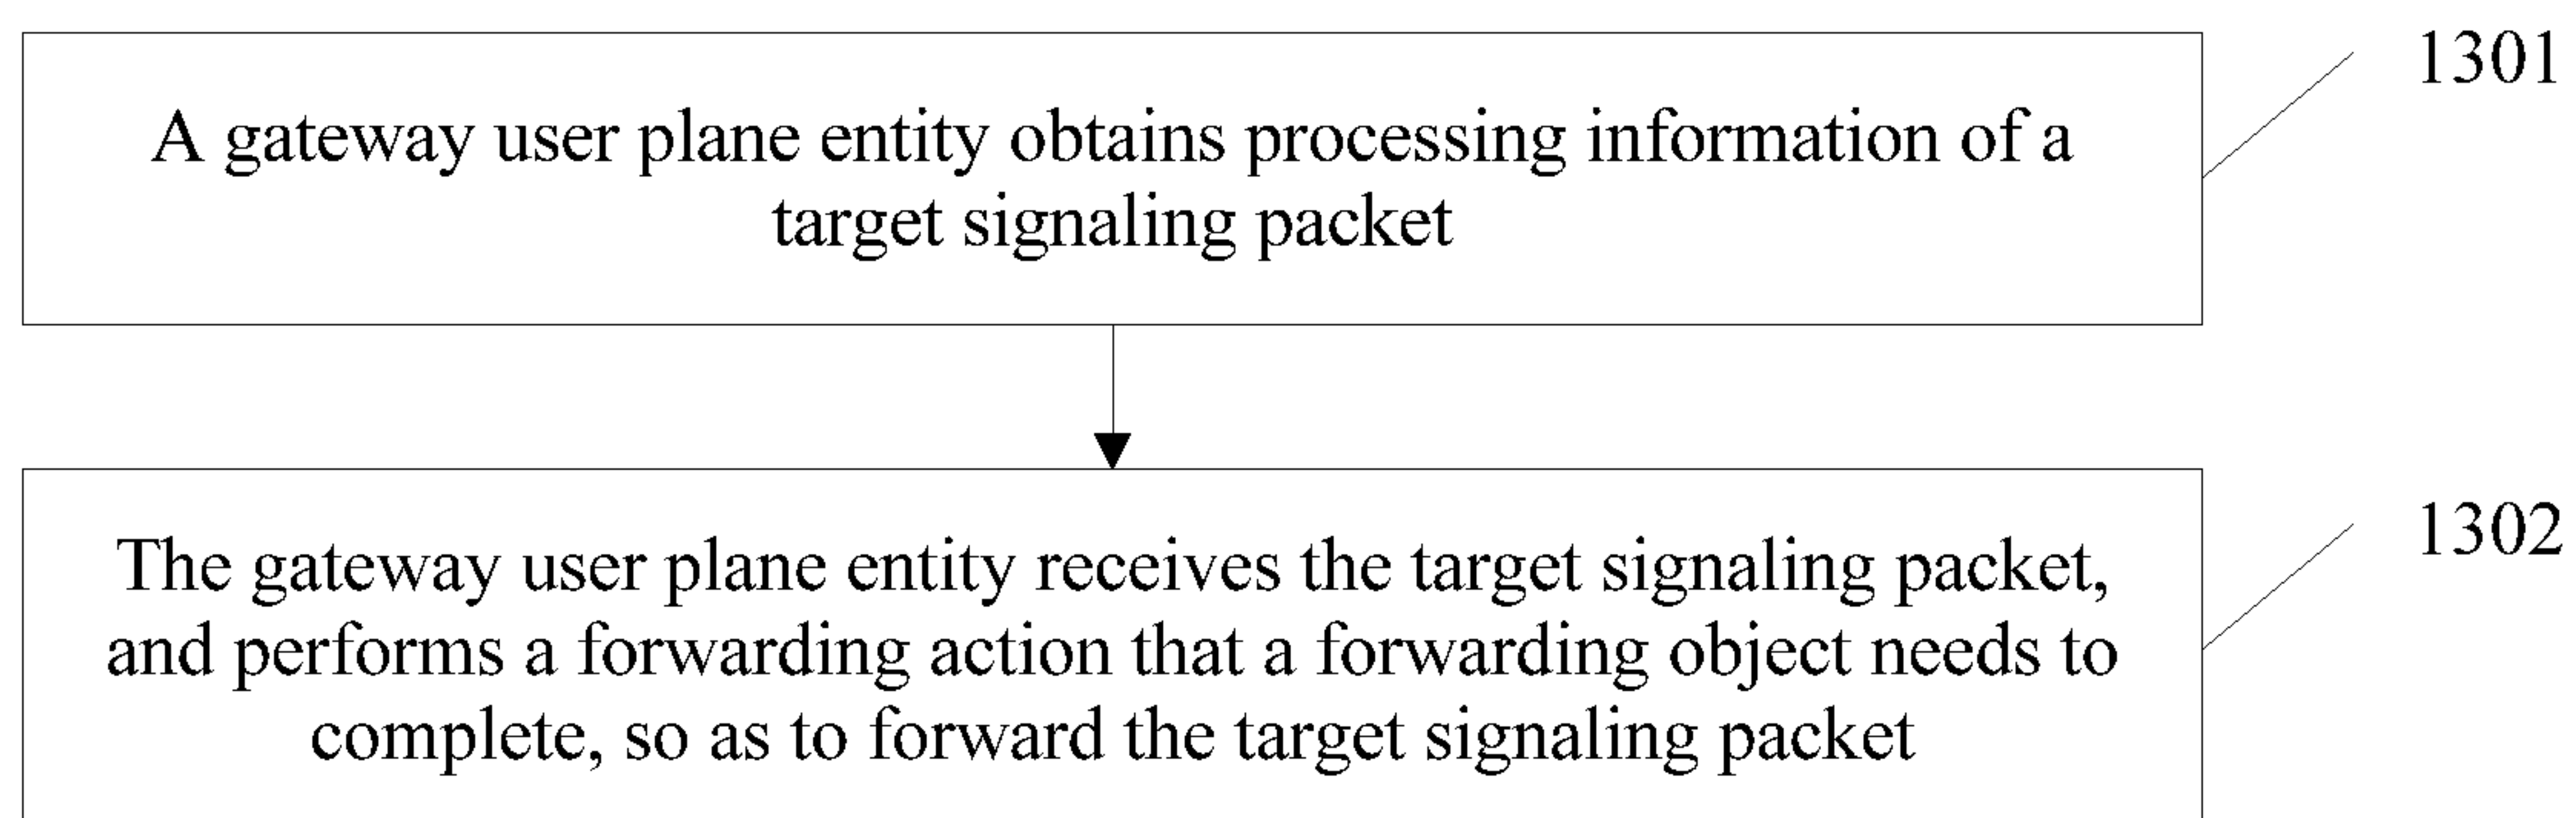 A gateway user plane entity obtains processing information of a
target signaling packet
1301
The gateway user plane entity receives the target signaling packet,
and performs a forwarding action that a forwarding object needs to
complete, so as to forward the target signaling packet
1302